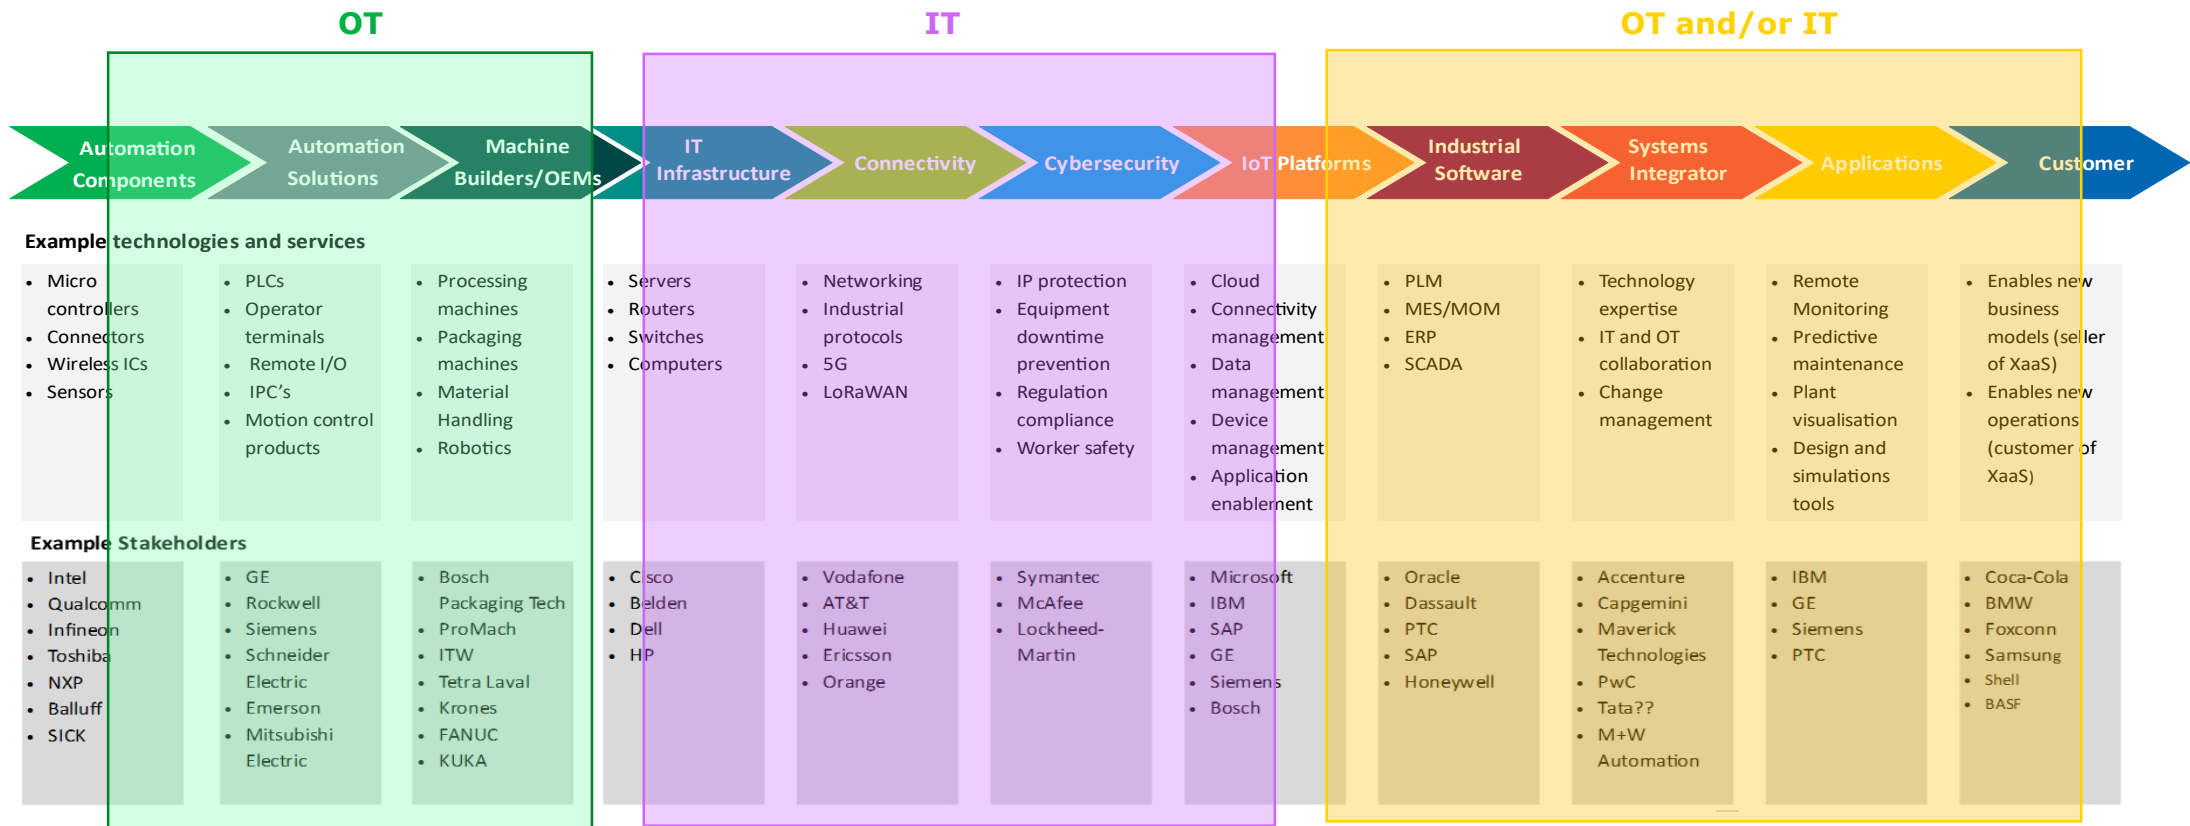 OT
IT
OT and/or IT
Automation
Components
Automation
Solutions
Machine
Builders/OEMs
IT
Infrastructure
Connectivity
Cybersecurity
IoT Platforms
Industrial
Software
Systems
Integrator
Applications
Customer
Example technologies and services
• Micro
controllers
• Connectors
• Wireless ICs
• Sensors
• PLCs
• Operator
terminals
• Remote I/O
• IPC’s
• Motion control
products
• Processing
machines
• Packaging
machines
• Material
Handling
• Robotics
• Servers
• Routers
• Switches
• Computers
• Networking
• Industrial
protocols
• 5G
• LoRaWAN
• IP protection
• Equipment
downtime
prevention
• Regulation
compliance
• Worker safety
• Cloud
• Connectivity
management
• Data
management
• Device
management
• Application
enablement
• PLM
• MES/MOM
• ERP
• SCADA
• Technology
expertise
• IT and OT
collaboration
• Change
management
• Remote
Monitoring
• Predictive
maintenance
• Plant
visualisation
• Design and
simulations
tools
• Enables new
business
models (seller
of XaaS)
• Enables new
operations
(customer of
XaaS)
Example Stakeholders
• Intel
• Qualcomm
• Infineon
• Toshiba
• NXP
• Balluff
• SICK
• GE
• Rockwell
• Siemens
• Schneider
Electric
• Emerson
• Mitsubishi
Electric
• Bosch
Packaging Tech
• ProMach
• ITW
• Tetra Laval
• Krones
• FANUC
• KUKA
• Cisco
• Belden
• Dell
• HP
• Vodafone
• AT&T
• Huawei
• Ericsson
• Orange
• Symantec
• McAfee
• Lockheed-
Martin
• Microsoft
• IBM
• SAP
• GE
• Siemens
• Bosch
• Oracle
• Dassault
• PTC
• SAP
• Honeywell
• Accenture
• Capgemini
• Maverick
Technologies
• PwC
• Tata??
• M+W
Automation
• IBM
• GE
• Siemens
• PTC
• Coca-Cola
• BMW
• Foxconn
• Samsung
• Shell
• BASF